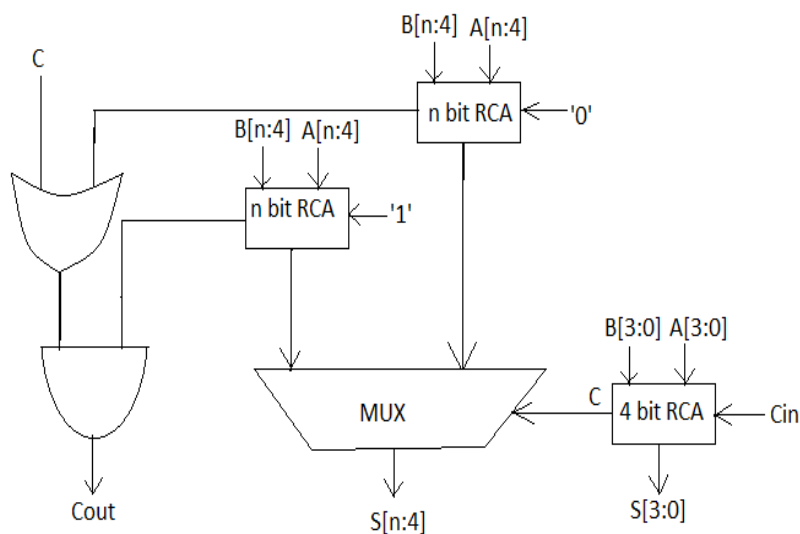 B[n:4] A[n:4]
C
n bit RCA
'0'
B[n:4] A[n:4]
n bit RCA
'1'
B[3:0] A[3:0]
MUX
C
4 bit RCA
Cin
Cout
S[n:4]
S[3:0]